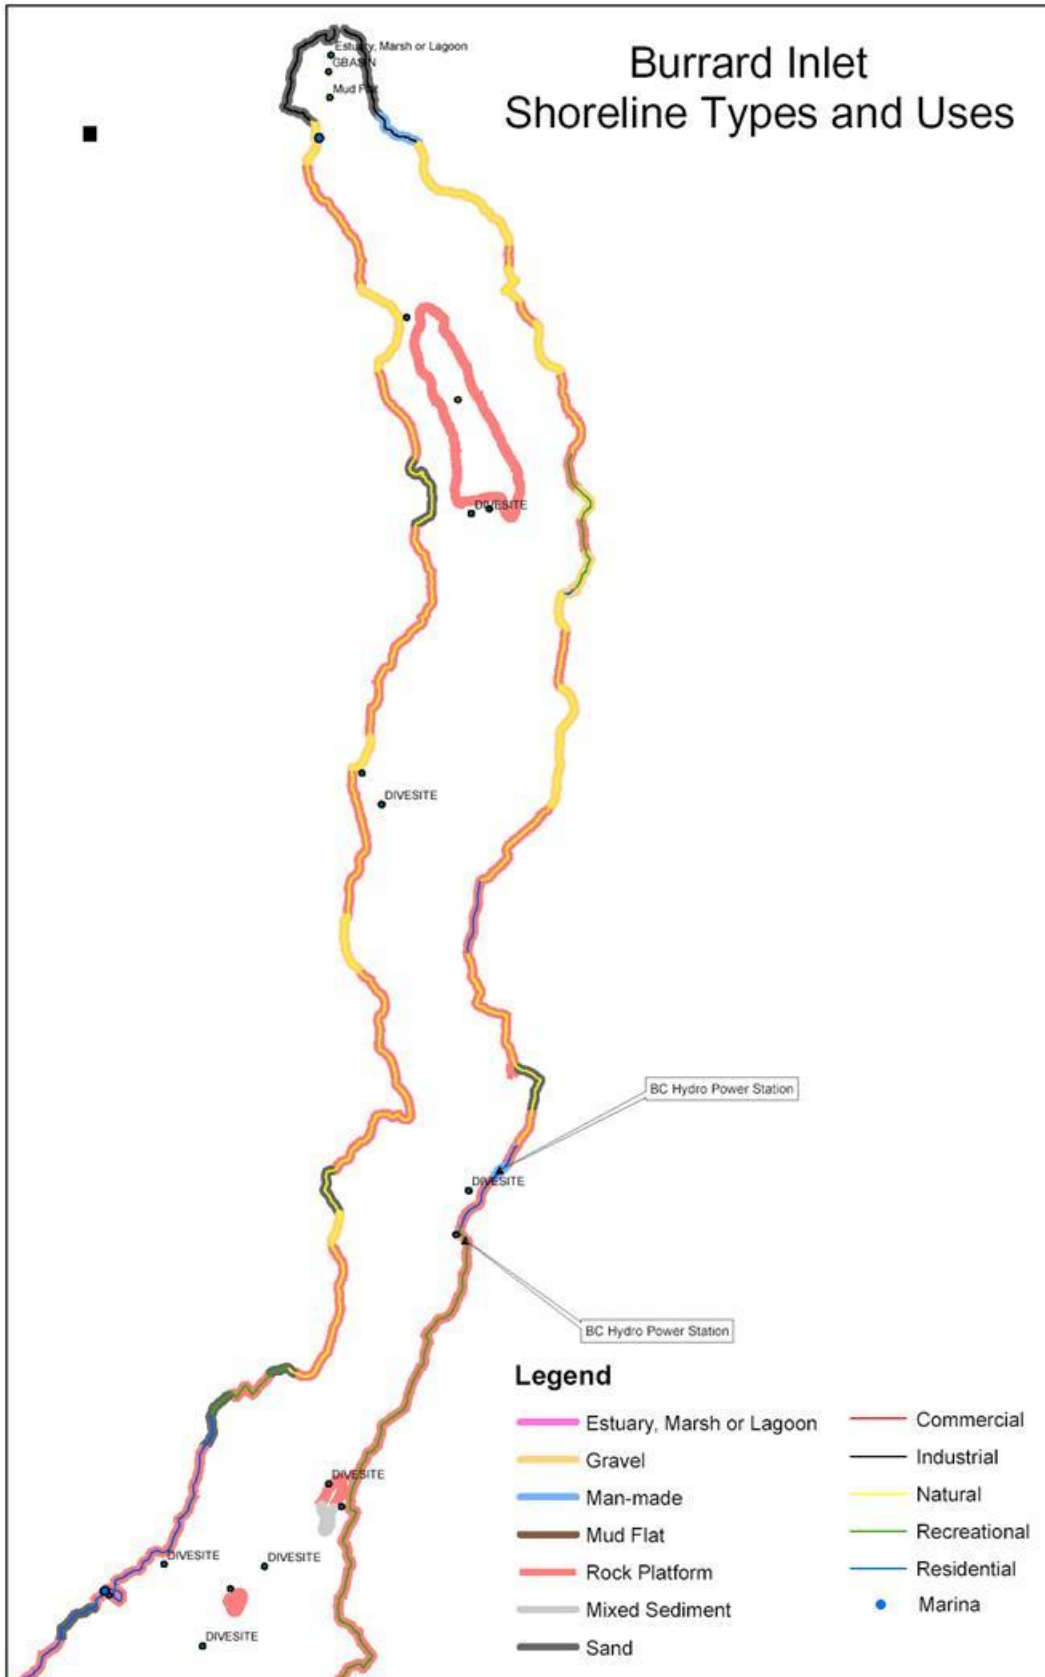 Burrard Inlet
Shoreline Types and Uses
Estuary, Marsh or Lagoon
GBASIN
Mud Flat
DIVESITE
DIVESITE
BC Hydro Power Station
DIVESITE
BC Hydro Power Station
DIVESITE
DIVESITE
DIVESITE
DIVESITE
Legend
Estuary, Marsh or Lagoon
Gravel
Man-made
Mud Flat
Rock Platform
Mixed Sediment
Sand
Commercial
Industrial
Natural
Recreational
Residential
Marina